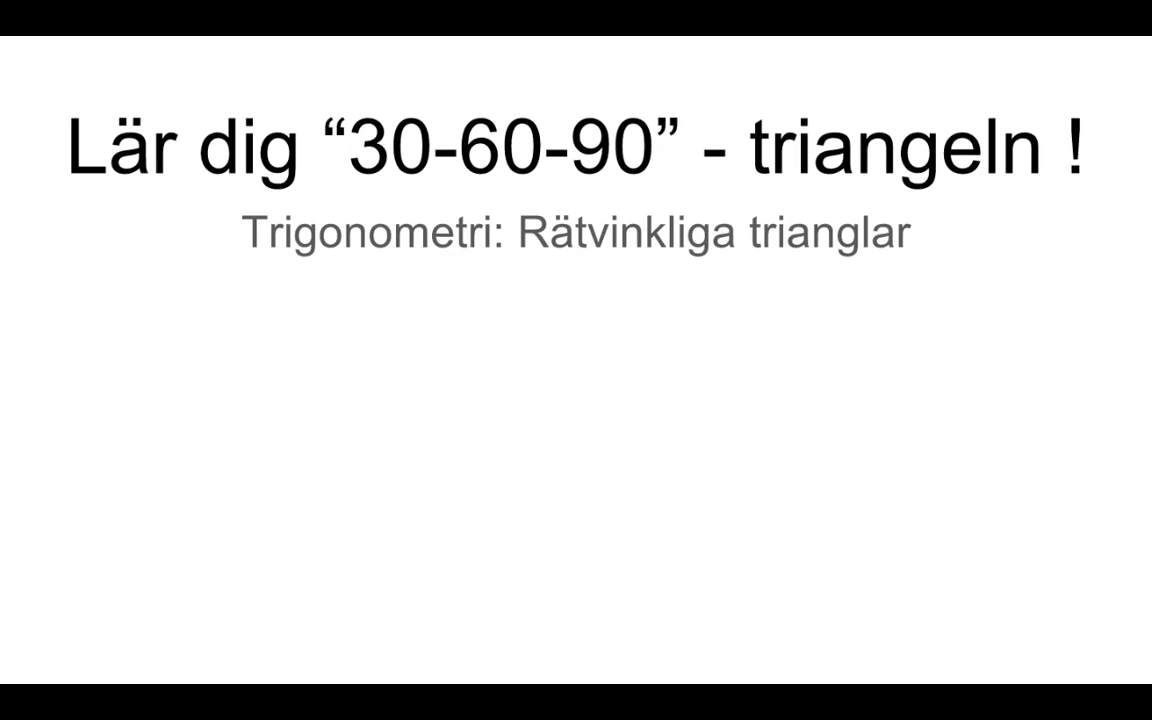 Lär dig “30-60-90” - triangeln !
Trigonometri: Rätvinkliga trianglar